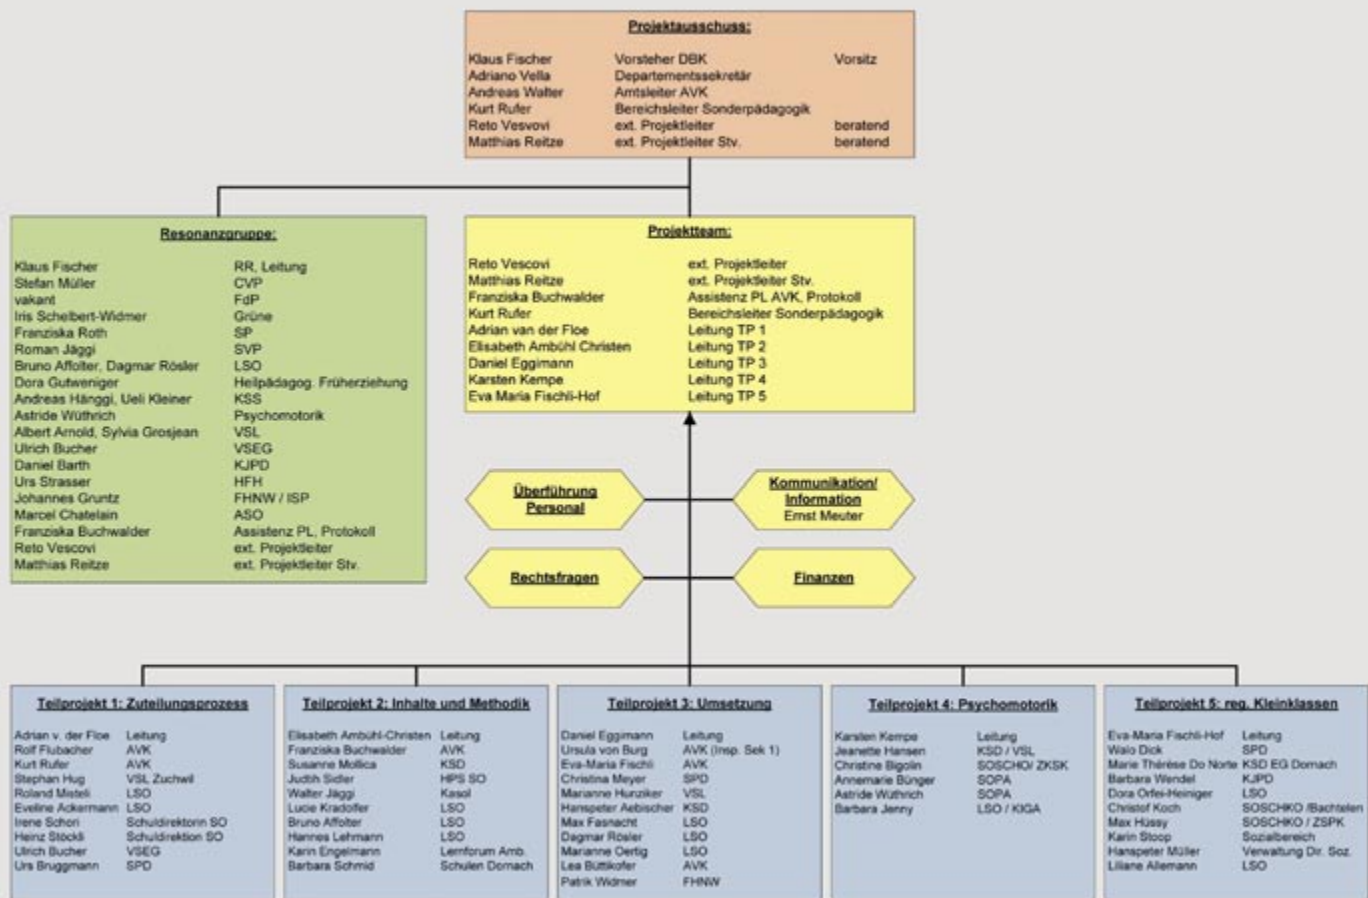 Projektausschuss:
Klaus Fischer Vorsteher DBK Vorsitz
Adriano Vella Departementssekretär
Andreas Walter Amtsleiter AVK
Kurt Rufer Bereichsleiter Sonderpädagogik
Reto Vesvovi ext. Projektleiter beratend
Matthias Reitze ext. Projektleiter Stv. beratend
Resonanzgruppe:
Klaus Fischer RR, Leitung
Stefan Müller CVP
vakant FdP
Iris Schelbert-Widmer Grüne
Franziska Roth SP
Roman Jäggi SVP
Bruno Affolter, Dagmar Rösler LSO
Dora Gutweniger Heilpädagog. Früherziehung
Andreas Hänggi, Ueli Kleiner KSS
Astride Wüthrich Psychomotorik
Albert Arnold, Sylvia Grosjean VSL
Ulrich Bucher VSEG
Daniel Barth KJPD
Urs Strasser HFH
Johannes Gruntz FHNW / ISP
Marcel Chatelain ASO
Franziska Buchwalder Assistenz PL, Protokoll
Reto Vescovi ext. Projektleiter
Matthias Reitze ext. Projektleiter Stv.
Projektteam:
Reto Vescovi ext. Projektleiter
Matthias Reitze ext. Projektleiter Stv.
Franziska Buchwalder Assistenz PL AVK, Protokoll
Kurt Rufer Bereichsleiter Sonderpädagogik
Adrian van der Floe Leitung TP 1
Elisabeth Ambühl Christen Leitung TP 2
Daniel Eggimann Leitung TP 3
Karsten Kempe Leitung TP 4
Eva Maria Fischli-Hof Leitung TP 5
Überführung
Personal
Kommunikation/
Information
Ernst Meuter
Rechtsfragen
Finanzen
Teilprojekt 1: Zuteilungsprozess
Adrian v. der Floe Leitung
Rolf Flubacher AVK
Kurt Rufer AVK
Stephan Hug VSL Zuchwil
Roland Misteli LSO
Eveline Ackermann LSO
Irene Schori Schuldirektorin SO
Heinz Stöckli Schuldirektion SO
Ulrich Bucher VSEG
Urs Bruggmann SPD
Teilprojekt 2: Inhalte und Methodik
Elisabeth Ambühl-Christen Leitung
Franziska Buchwalder AVK
Susanne Mollica KSD
Judith Sidler HPS SO
Walter Jäggi Kasol
Lucie Kradolfer LSO
Bruno Affolter LSO
Hannes Lehmann LSO
Karin Engelmann Lernforum Amb.
Barbara Schmid Schulen Dornach
Teilprojekt 3: Umsetzung
Daniel Eggimann Leitung
Ursula von Burg AVK (Insp. Sek 1)
Eva-Maria Fischli AVK
Christina Meyer SPD
Marianne Hunziker VSL
Hanspeter Aebischer KSD
Max Fasnacht LSO
Dagmar Rösler LSO
Marianne Oertig LSO
Lea Büttikofer AVK
Patrik Widmer FHNW
Teilprojekt 4: Psychomotorik
Karsten Kempe Leitung
Jeanette Hansen KSD / VSL
Christine Bigolin SOSCHO/ ZKSK
Annemarie Bünger SOPA
Astride Wüthrich SOPA
Barbara Jenny LSO / KIGA
Teilprojekt 5: reg. Kleinklassen
Eva-Maria Fischli-Hof Leitung
Walo Dick SPD
Marie Thérèse Do Norte KSD EG Dornach
Barbara Wendel KJPD
Dora Orfei-Heiniger LSO
Christof Koch SOSCHKO /Bachtelen
Max Hüssy SOSCHKO / ZSPK
Karin Stoop Sozialbereich
Hanspeter Müller Verwaltung Dir. Soz.
Liliane Allemann LSO